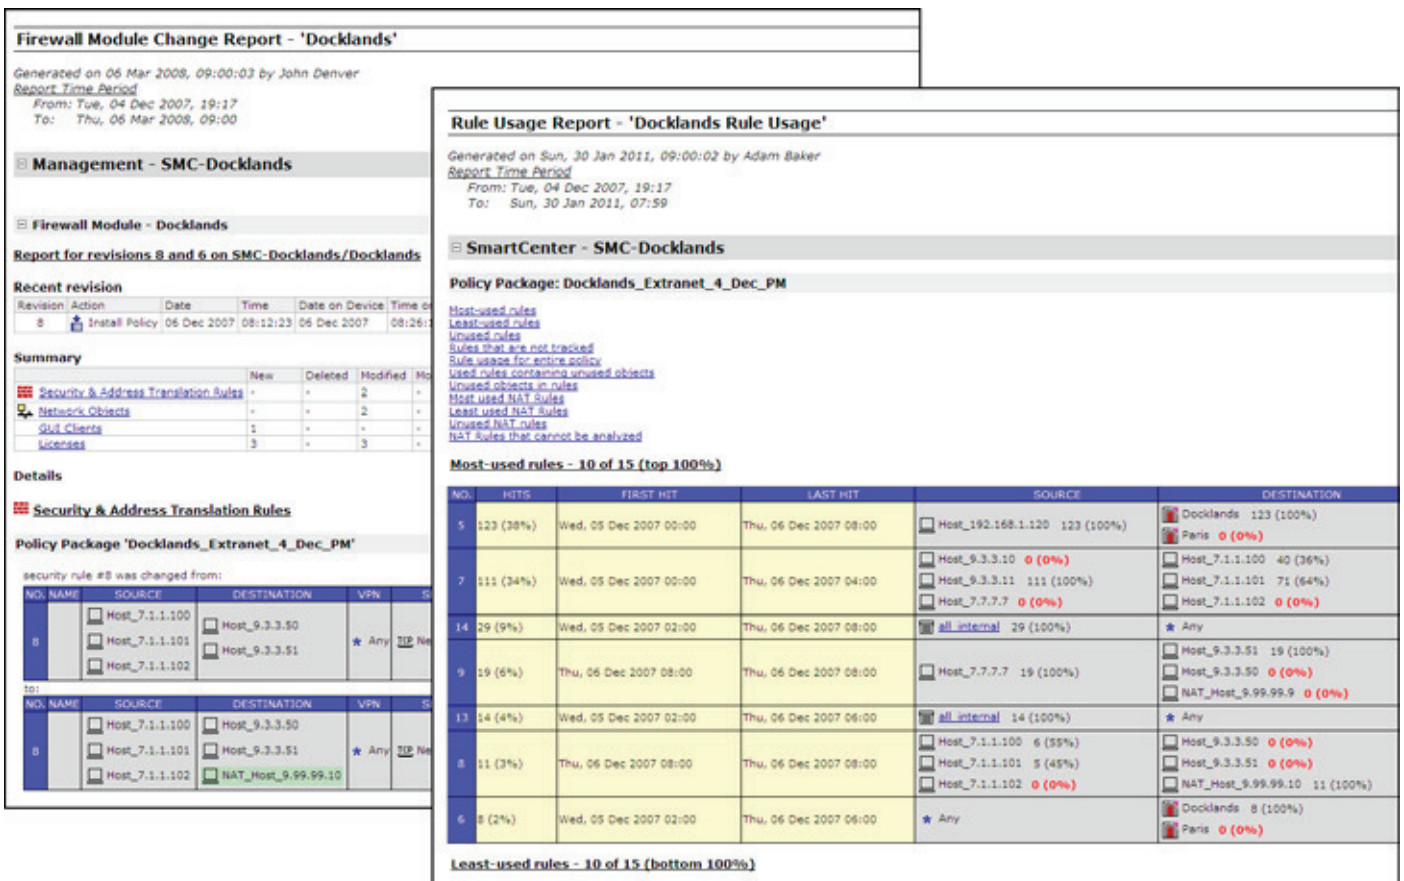 Firewall Module Change Report - 'Docklands'
Generated on 06 Mar 2008, 09:00:03 by John Denver
Report Time Period
From: Tue, 04 Dec 2007, 19:17
To: Thu, 06 Mar 2008, 09:00
Management - SMC-Docklands
Firewall Module - Docklands
Report for revisions 8 and 6 on SMC-Docklands/Docklands
Recent revision
Revision Action Date Time Date on Device Time
8 Install Policy 06 Dec 2007 08:12:23 06 Dec 2007 08:26:
Summary
New Deleted Modified
Security & Address Translation Rules - - 2 -
Network Objects - - 2 -
GUI Clients 1 - - -
Licenses 3 - 3 -
Details
Security & Address Translation Rules
Policy Package 'Docklands_Extranet_4_Dec_PM'
security rule #8 was changed from:
NO. NAME SOURCE DESTINATION VPN
8 Host_7.1.1.100 Host_7.1.1.101 Host_7.1.1.102 Host_9.3.3.50 Host_9.3.3.51 * Any TCP Ne
to:
NO. NAME SOURCE DESTINATION VPN
8 Host_7.1.1.100 Host_7.1.1.101 Host_7.1.1.102 Host_9.3.3.50 Host_9.3.3.51 NAT_Host_9.99.99.10 * Any TCP Ne
Rule Usage Report - 'Docklands Rule Usage'
Generated on Sun, 30 Jan 2011, 09:00:02 by Adam Baker
Report Time Period
From: Tue, 04 Dec 2007, 19:17
To: Sun, 30 Jan 2011, 07:59
SmartCenter - SMC-Docklands
Policy Package: Docklands_Extranet_4_Dec_PM
Most-used rules
Least-used rules
Unused rules
Rules that are not tracked
Rule usage for entire policy
Used rules containing unused objects
Unused objects in rules
Most used NAT Rules
Least used NAT Rules
Unused NAT rules
NAT Rules that cannot be analyzed
Most-used rules - 10 of 15 (top 100%)
NO. HITS FIRST HIT LAST HIT SOURCE DESTINATION
5 123 (38%) Wed, 05 Dec 2007 00:00 Thu, 06 Dec 2007 08:00 Host_192.168.1.120 123 (100%) Docklands 123 (100%) Paris 0 (0%)
7 111 (34%) Wed, 05 Dec 2007 00:00 Thu, 06 Dec 2007 04:00 Host_9.3.3.10 0 (0%) Host_9.3.3.11 111 (100%) Host_7.7.7.7 0 (0%) Host_7.1.1.100 40 (36%) Host_7.1.1.101 71 (64%) Host_7.1.1.102 0 (0%)
14 29 (9%) Wed, 05 Dec 2007 02:00 Thu, 06 Dec 2007 08:00 all_internal 29 (100%) * Any
9 19 (6%) Thu, 06 Dec 2007 08:00 Thu, 06 Dec 2007 08:00 Host_7.7.7.7 19 (100%) Host_9.3.3.51 19 (100%) Host_9.3.3.50 0 (0%) NAT_Host_9.99.99.9 0 (0%)
13 14 (4%) Wed, 05 Dec 2007 02:00 Thu, 06 Dec 2007 06:00 all_internal 14 (100%) * Any
8 11 (3%) Thu, 06 Dec 2007 08:00 Thu, 06 Dec 2007 08:00 Host_7.1.1.100 6 (55%) Host_7.1.1.101 5 (45%) Host_7.1.1.102 0 (0%) Host_9.3.3.50 0 (0%) Host_9.3.3.51 0 (0%) NAT_Host_9.99.99.10 11 (100%)
6 8 (2%) Wed, 05 Dec 2007 02:00 Thu, 06 Dec 2007 06:00 * Any Docklands 8 (100%) Paris 0 (0%)
Least-used rules - 10 of 15 (bottom 100%)